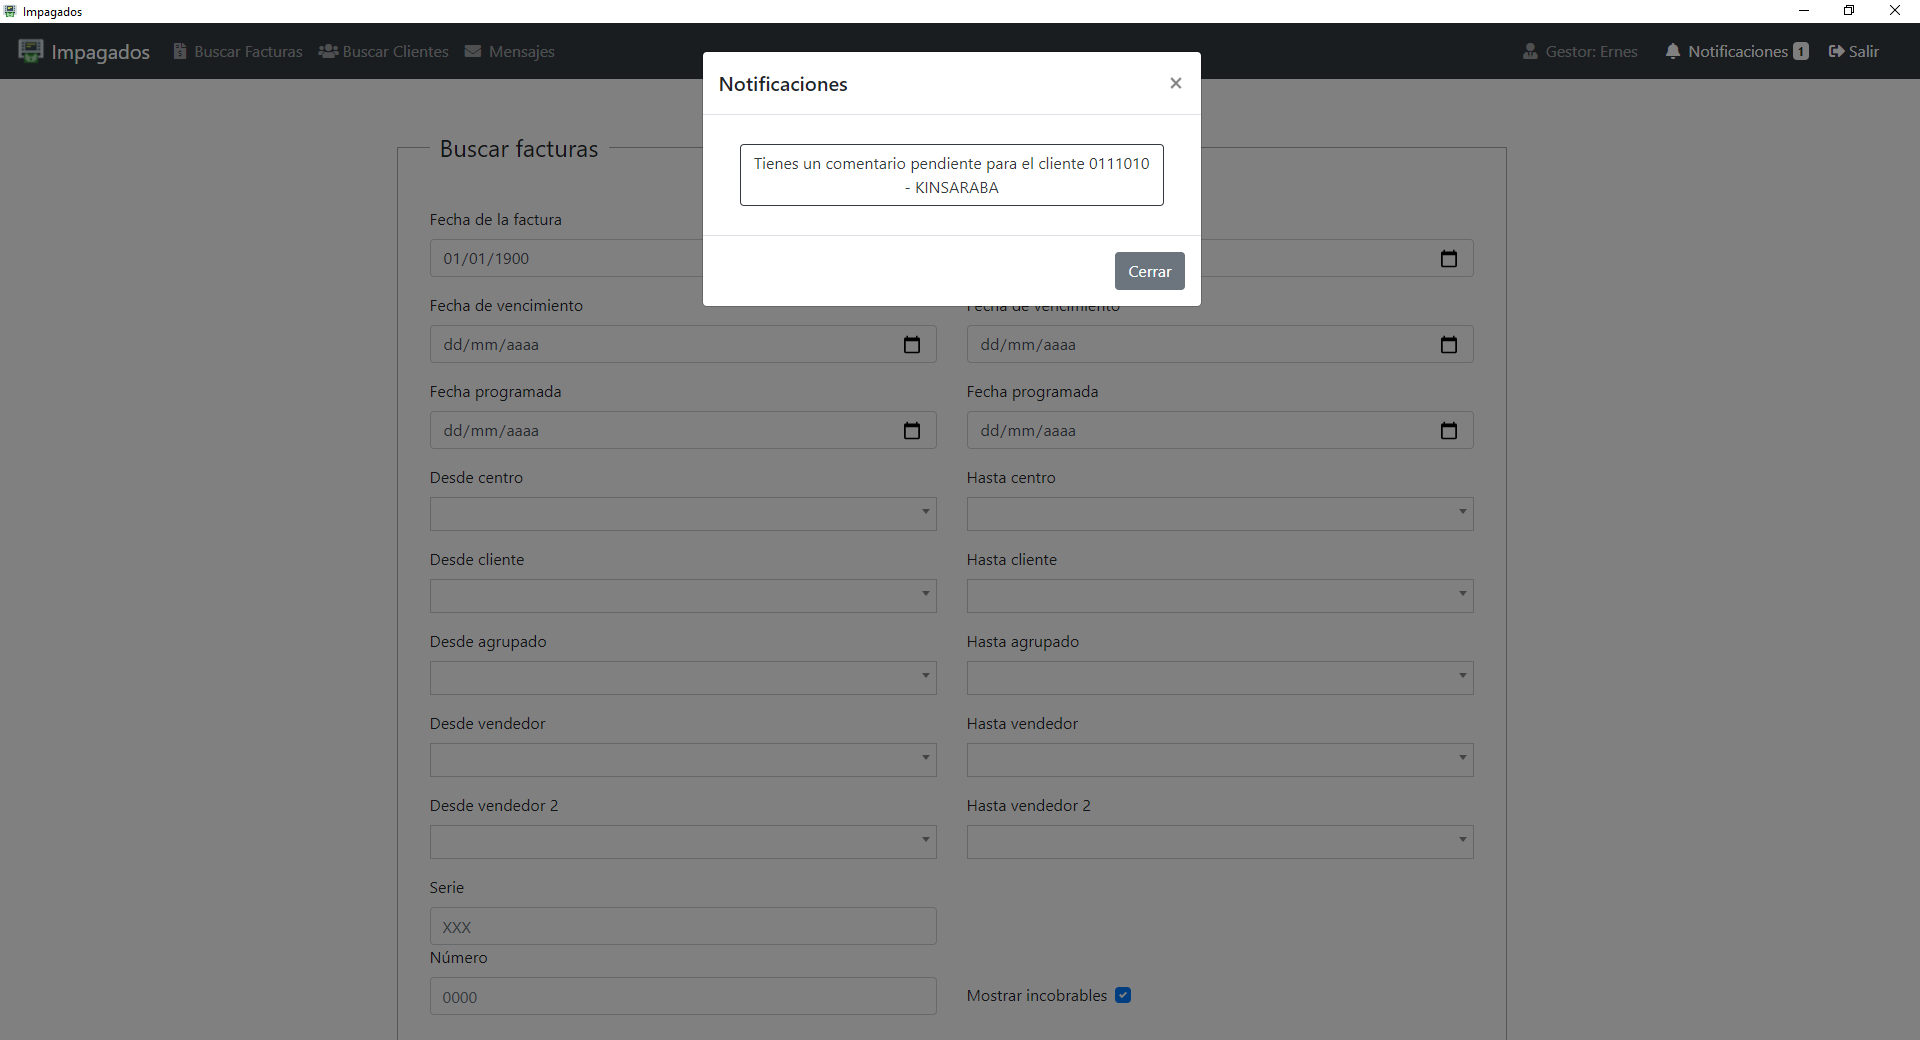 Impagados
Impagados Buscar Facturas Buscar Clientes Mensajes Gestor: Ernes Notificaciones 1 Salir
Notificaciones
Tienes un comentario pendiente para el cliente 0111010
- KINSARABA
Cerrar
Buscar facturas
Fecha de la factura
01/01/1900
Fecha de vencimiento Fecha de vencimiento
dd/mm/aaaa dd/mm/aaaa
Fecha programada Fecha programada
dd/mm/aaaa dd/mm/aaaa
Desde centro Hasta centro
Desde cliente Hasta cliente
Desde agrupado Hasta agrupado
Desde vendedor Hasta vendedor
Desde vendedor 2 Hasta vendedor 2
Serie
XXX
Número
0000 Mostrar incobrables